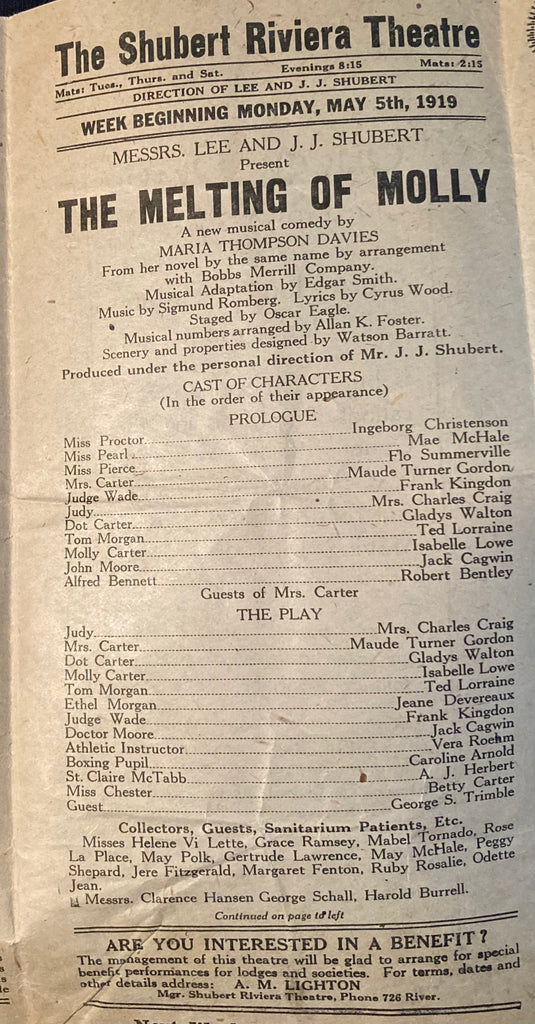 The Shubert Riviera Theatre
Mats: Tues., Thurs. and Sat. Evenings 8:15 Mats: 2:15
DIRECTION OF LEE AND J. J. SHUBERT
WEEK BEGINNING MONDAY, MAY 5th, 1919
MESSRS. LEE AND J. J. SHUBERT
Present
THE MELTING OF MOLLY
A new musical comedy by
MARIA THOMPSON DAVIES
From her novel by the same name by arrangement
with Bobbs Merrill Company.
Musical Adaptation by Edgar Smith.
Music by Sigmund Romberg. Lyrics by Cyrus Wood.
Staged by Oscar Eagle.
Musical numbers arranged by Allan K. Foster.
Scenery and properties designed by Watson Barratt.
Produced under the personal direction of Mr. J. J. Shubert.
CAST OF CHARACTERS
(In the order of their appearance)
PROLOGUE
Miss Proctor Ingeborg Christenson
Miss Pearl Mae McHale
Miss Pierce Flo Summerville
Mrs. Carter Maude Turner Gordon
Judge Wade Frank Kingdon
Judy Mrs. Charles Craig
Dot Carter Gladys Walton
Tom Morgan Ted Lorraine
Molly Carter Isabelle Lowe
John Moore Jack Cagwin
Alfred Bennett Robert Bentley
Guests of Mrs. Carter
THE PLAY
Judy Mrs. Charles Craig
Mrs. Carter Maude Turner Gordon
Dot Carter Gladys Walton
Molly Carter Isabelle Lowe
Tom Morgan Ted Lorraine
Ethel Morgan Jeane Devereaux
Judge Wade Frank Kingdon
Doctor Moore Jack Cagwin
Athletic Instructor Vera Roehm
Boxing Pupil Caroline Arnold
St. Claire McTabb A. J. Herbert
Miss Chester Betty Carter
Guest George S. Trimble
Collectors, Guests, Sanitarium Patients, Etc.
Misses Helene Vi Lette, Grace Ramsey, Mabel Tornado, Rose
La Place, May Polk, Gertrude Lawrence, May McHale, Peggy
Shepard, Jere Fitzgerald, Margaret Fenton, Ruby Rosalie, Odette
Jean.
Messrs. Clarence Hansen George Schall, Harold Burrell.
Continued on page to left
ARE YOU INTERESTED IN A BENEFIT?
The management of this theatre will be glad to arrange for special
benefit performances for lodges and societies. For terms, dates and
other details address: A. M. LIGHTON
Mgr. Shubert Riviera Theatre, Phone 726 River.